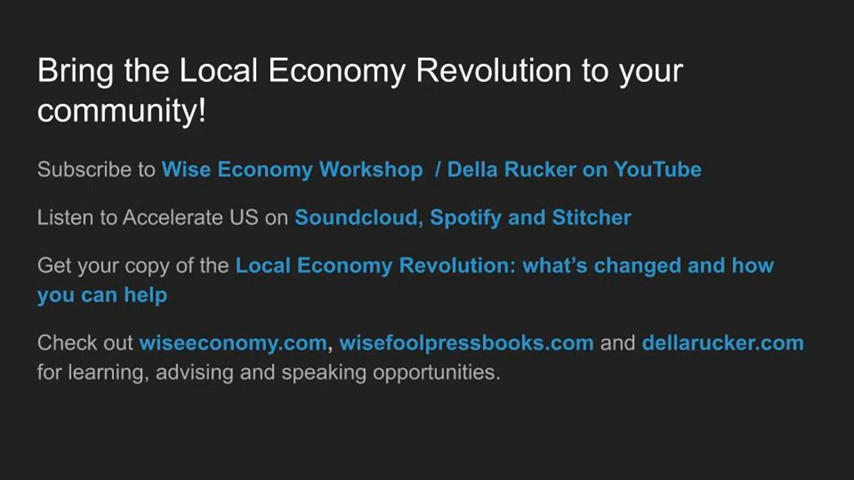 Bring the Local Economy Revolution to your
community!
Subscribe to Wise Economy Workshop / Della Rucker on YouTube
Listen to Accelerate US on Soundcloud, Spotify and Stitcher
Get your copy of the Local Economy Revolution: what's changed and how
you can help
Check out wiseeconomy.com, wisefoolpressbooks.com and dellarucker.com
for learning, advising and speaking opportunities.